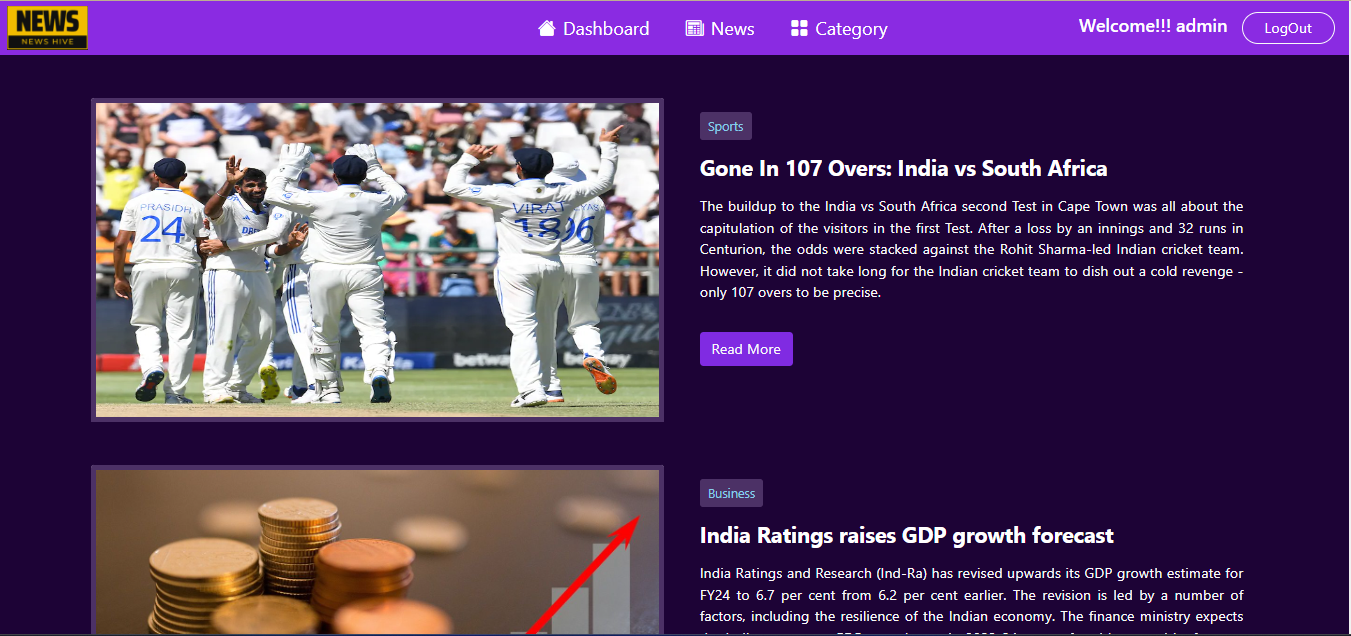 NEWS
NEWS HIVE
Dashboard
News
Category
Welcome!!! admin
LogOut
PRASIDH
24
VIRAT
Sports
Gone In 107 Overs: India vs South Africa
The buildup to the India vs South Africa second Test in Cape Town was all about the
capitulation of the visitors in the first Test. After a loss by an innings and 32 runs in
Centurion, the odds were stacked against the Rohit Sharma-led Indian cricket team.
However, it did not take long for the Indian cricket team to dish out a cold revenge -
only 107 overs to be precise.
Read More
Business
India Ratings raises GDP growth forecast
India Ratings and Research (Ind-Ra) has revised upwards its GDP growth estimate for
FY24 to 6.7 per cent from 6.2 per cent earlier. The revision is led by a number of
factors, including the resilience of the Indian economy. The finance ministry expects